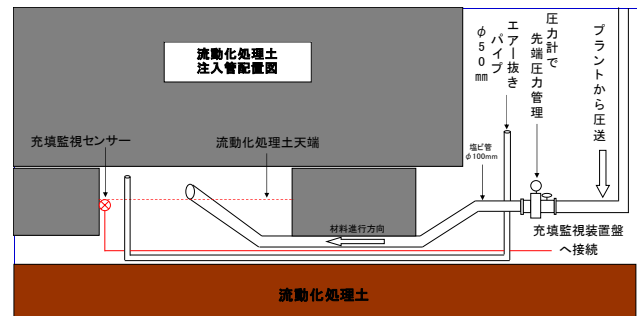 流動化処理土
注入管配置図
エアー抜き
パイプ
φ50㎜
圧力計で
先端圧力管理
プラントから圧送
充填監視センサー
流動化処理土天端
塩ビ管
φ100mm
材料進行方向
充填監視装置盤
へ接続
流動化処理土